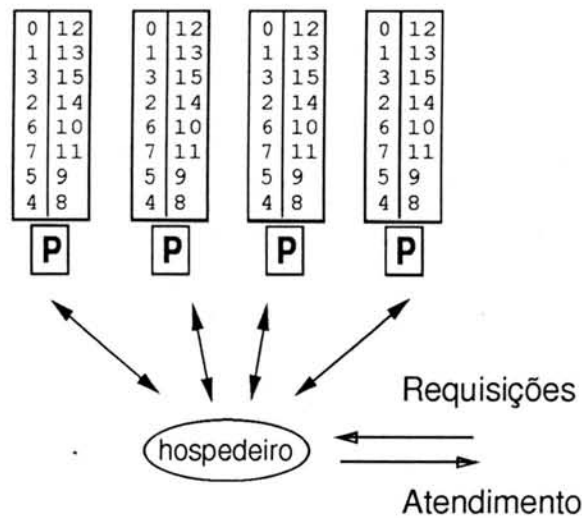 0 12 0 12 0 12 0 12
1 13 1 13 1 13 1 13
3 15 3 15 3 15 3 15
2 14 2 14 2 14 2 14
6 10 6 10 6 10 6 10
7 11 7 11 7 11 7 11
5 9 5 9 5 9 5 9
4 8 4 8 4 8 4 8
P P P P
Requisições
hospedeiro
Atendimento